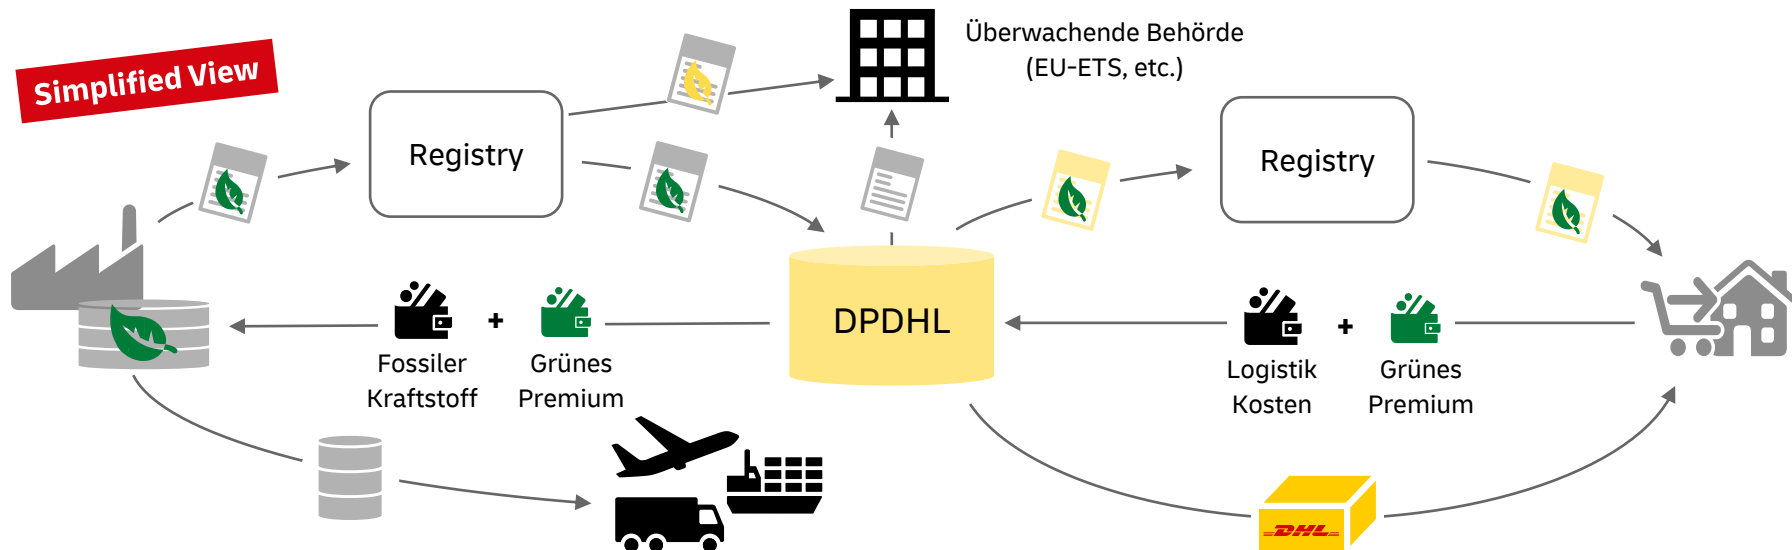 Simplified View
Überwachende Behörde
(EU-ETS, etc.)
Registry
Registry
DPDHL
+
+
Fossiler
Kraftstoff
Grünes
Premium
Logistik
Kosten
Grünes
Premium
DHL